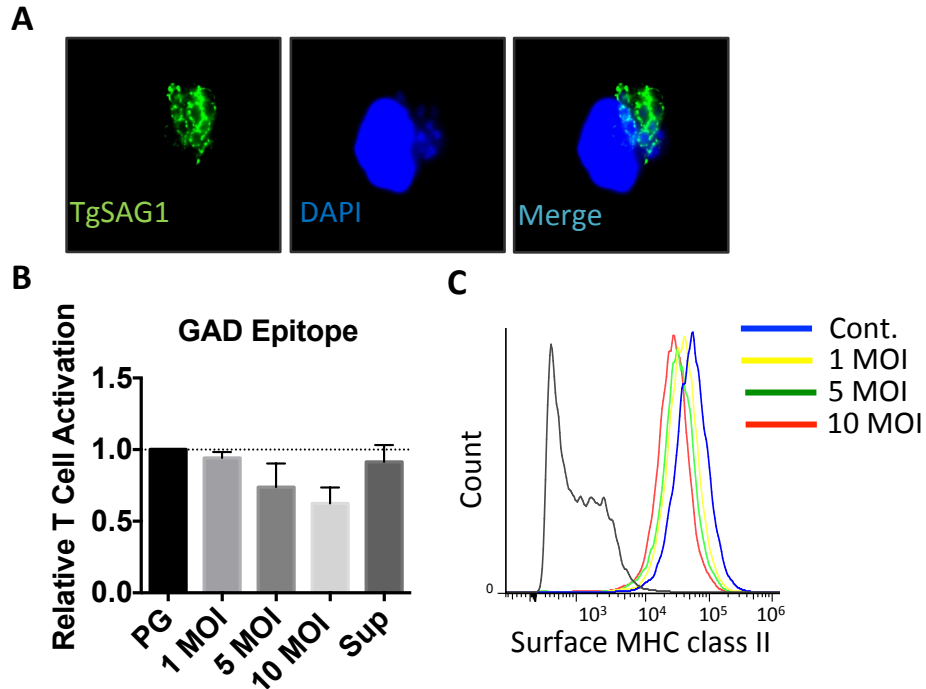 A
TgSAG1
DAPI
Merge
B
GAD Epitope
Relative T Cell Activation
1.5
1.0
0.5
0.0
PG
1 MOI
5 MOI
10 MOI
Sup
C
Cont.
1 MOI
5 MOI
10 MOI
Count
0
10³
10⁴
10⁵
10⁶
Surface MHC class II